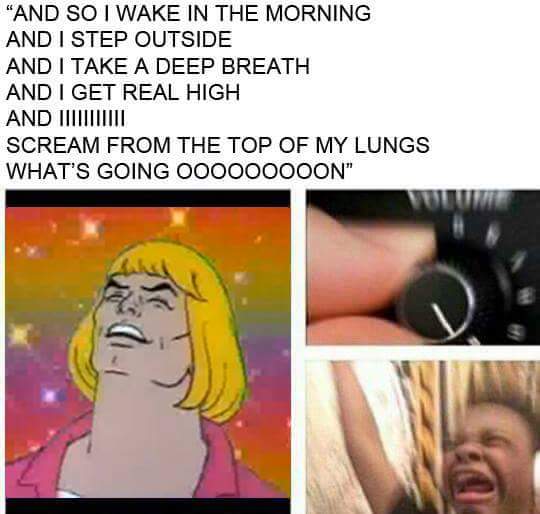 “AND SO I WAKE IN THE MORNING
AND I STEP OUTSIDE
AND I TAKE A DEEP BREATH
AND I GET REAL HIGH
AND IIIIIIIIIII
SCREAM FROM THE TOP OF MY LUNGS
WHAT’S GOING OOOOOOOOON”
VOLUME